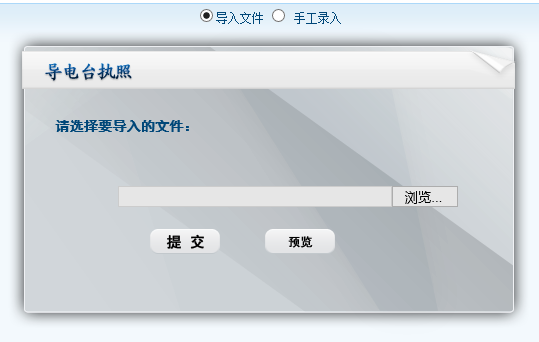 导入文件 手工录入
导电台执照
请选择要导入的文件：
浏览...
提 交 预览